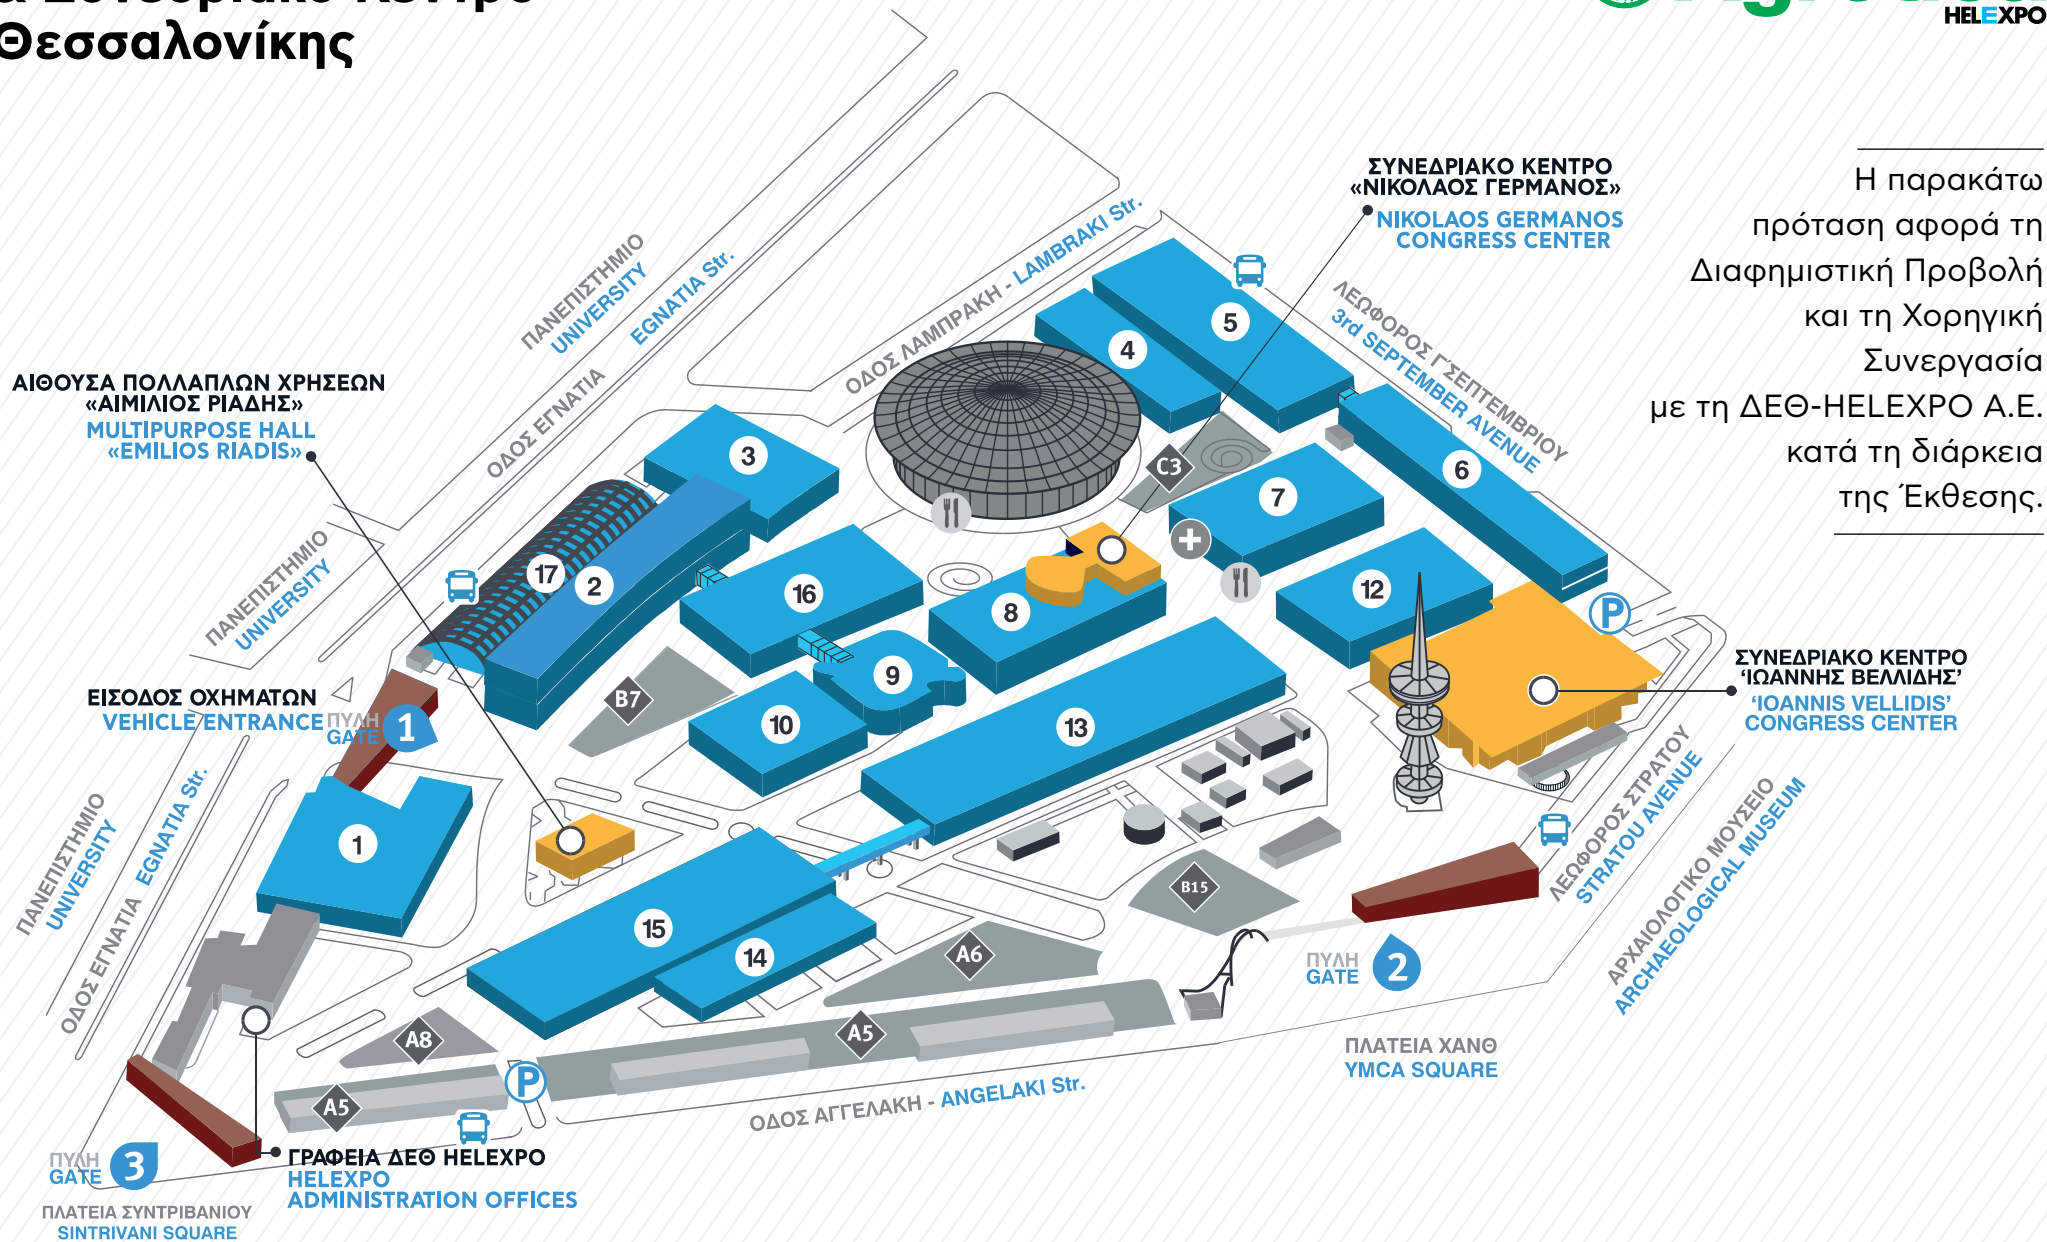 Συνεδριακό Κέντρο
Θεσσαλονίκης
HELEXPO
Η παρακάτω
πρόταση αφορά τη
Διαφημιστική Προβολή
και τη Χορηγική
Συνεργασία
με τη ΔΕΘ-HELEXPO Α.Ε.
κατά τη διάρκεια
της Έκθεσης.
ΣΥΝΕΔΡΙΑΚΟ ΚΕΝΤΡΟ
«ΝΙΚΟΛΑΟΣ ΓΕΡΜΑΝΟΣ»
NIKOLAOS GERMANOS
CONGRESS CENTER
ΠΑΝΕΠΙΣΤΗΜΙΟ
UNIVERSITY
ΟΔΟΣ ΕΓΝΑΤΙΑ EGNATIA Str.
ΟΔΟΣ ΛΑΜΠΡΑΚΗ - LAMBRAKI Str.
ΛΕΩΦΟΡΟΣ Γ΄ΣΕΠΤΕΜΒΡΙΟΥ
3rd SEPTEMBER AVENUE
ΑΙΘΟΥΣΑ ΠΟΛΛΑΠΛΩΝ ΧΡΗΣΕΩΝ
«ΑΙΜΙΛΙΟΣ ΡΙΑΔΗΣ»
MULTIPURPOSE HALL
«EMILIOS RIADIS»
5
4
3
C3
6
7
17
2
16
8
12
P
ΠΑΝΕΠΙΣΤΗΜΙΟ
UNIVERSITY
ΣΥΝΕΔΡΙΑΚΟ ΚΕΝΤΡΟ
'ΙΩΑΝΝΗΣ ΒΕΛΛΙΔΗΣ'
‘IOANNIS VELLIDIS’
CONGRESS CENTER
ΕΙΣΟΔΟΣ ΟΧΗΜΑΤΩΝ
VEHICLE ENTRANCE
ΠΥΛΗ
GATE
1
B7
9
10
13
1
ΠΑΝΕΠΙΣΤΗΜΙΟ
UNIVERSITY
ΟΔΟΣ ΕΓΝΑΤΙΑ EGNATIA Str.
ΛΕΩΦΟΡΟΣ ΣΤΡΑΤΟΥ
STRATOU AVENUE
ΑΡΧΑΙΟΛΟΓΙΚΟ ΜΟΥΣΕΙΟ
ARCHAEOLOGICAL MUSEUM
B15
15
14
A6
ΠΥΛΗ
GATE
2
A8
A5
ΠΛΑΤΕΙΑ ΧΑΝΘ
YMCA SQUARE
P
A5
ΟΔΟΣ ΑΓΓΕΛΑΚΗ - ANGELAKI Str.
ΠΥΛΗ
GATE
3
ΓΡΑΦΕΙΑ ΔΕΘ HELEXPO
HELEXPO
ADMINISTRATION OFFICES
ΠΛΑΤΕΙΑ ΣΥΝΤΡΙΒΑΝΙΟΥ
SINTRIVANI SQUARE